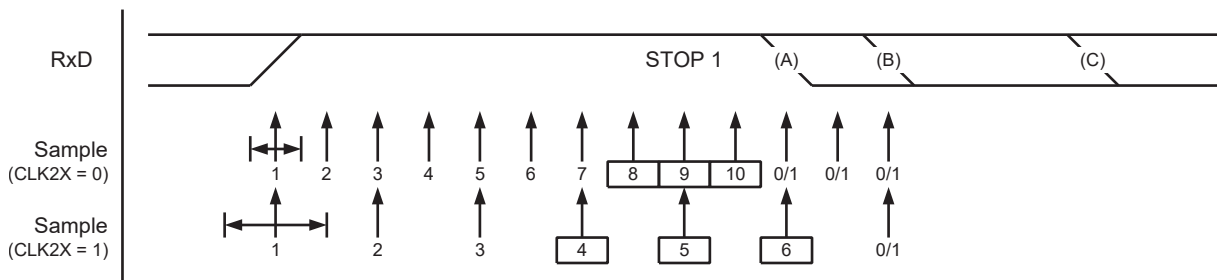 RxD STOP 1 (A) (B) (C)
Sample
(CLK2X = 0)
1 2 3 4 5 6 7 8 9 10 0/1 0/1 0/1
Sample
(CLK2X = 1)
1 2 3 4 5 6 0/1